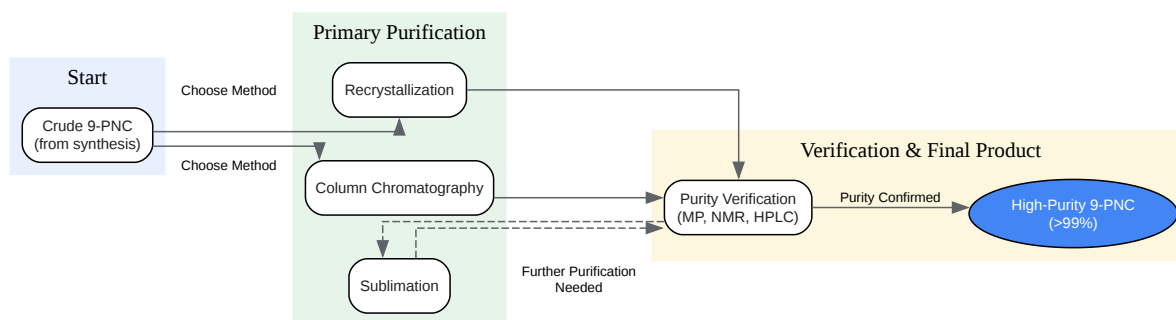 Start
Crude 9-PNC
(from synthesis)
Choose Method
Choose Method
Primary Purification
Recrystallization
Column Chromatography
Sublimation
Further Purification
Needed
Verification & Final Product
Purity Verification
(MP, NMR, HPLC)
Purity Confirmed
High-Purity 9-PNC
(>99%)